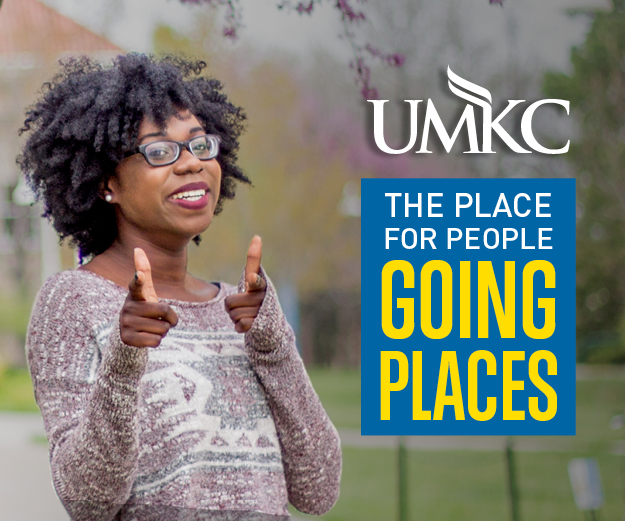 UMKC
THE PLACE
FOR PEOPLE
GOING
PLACES